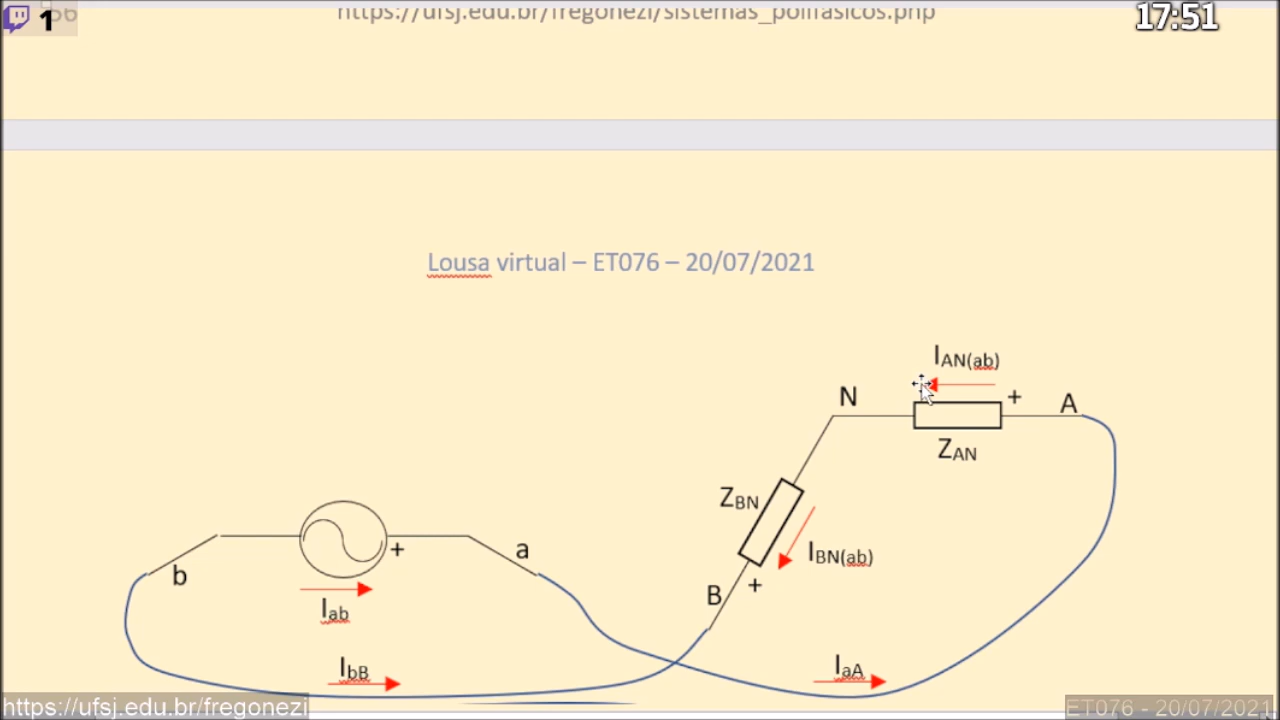 1
https://ufsj.edu.br/fregonezi/sistemas_polifasicos.php
17:51
Lousa virtual – ET076 – 20/07/2021
IAN(ab)
N
+
A
ZAN
ZBN
IBN(ab)
+
B
b
+
a
Iab
IbB
IaA
https://ufsj.edu.br/fregonezi
ET076 - 20/07/2021